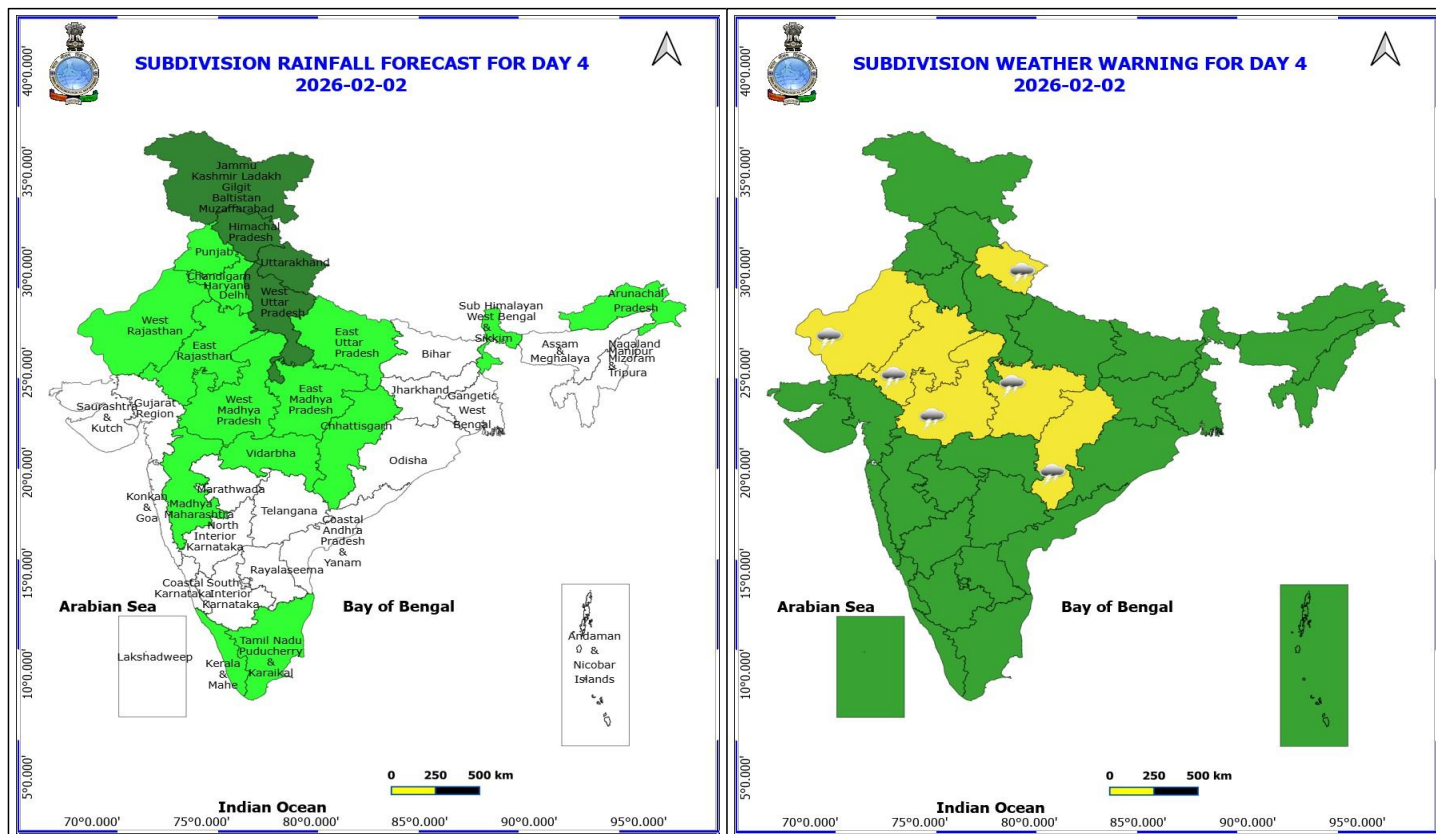 SUBDIVISION RAINFALL FORECAST FOR DAY 4
2026-02-02
40°0.000'
35°0.000'
30°0.000'
25°0.000'
20°0.000'
15°0.000'
10°0.000'
5°0.000'
Jammu
Kashmir Ladakh
Gilgit
Baltistan
Muzaffarabad
Himachal
Pradesh
Punjab
Uttarakhand
Chandigarh
Haryana
Delhi
West
Uttar
Pradesh
West
Rajasthan
East
Rajasthan
East
Uttar
Pradesh
Sub Himalayan
West Bengal
&
Sikkim
Arunachal
Pradesh
Assam
&
Meghalaya
Nagaland
Manipur
Mizoram
&
Tripura
Bihar
Jharkhand
Gangetic
West
Bengal
Saurashtra
&
Kutch
Gujarat
Region
West
Madhya
Pradesh
East
Madhya
Pradesh
Chhattisgarh
Vidarbha
Odisha
Konkan
&
Goa
Madhya
Maharashtra
Marathwada
Telangana
North
Interior
Karnataka
Coastal
Andhra
Pradesh
&
Yanam
Rayalaseema
Coastal
Karnataka
South
Interior
Karnataka
Arabian Sea
Bay of Bengal
Lakshadweep
Kerala
&
Mahe
Tamil Nadu
Puducherry
&
Karaikal
Andaman
&
Nicobar
Islands
0 250 500 km
Indian Ocean
70°0.000' 75°0.000' 80°0.000' 85°0.000' 90°0.000' 95°0.000'
SUBDIVISION WEATHER WARNING FOR DAY 4
2026-02-02
40°0.000'
35°0.000'
30°0.000'
25°0.000'
20°0.000'
15°0.000'
10°0.000'
5°0.000'
Arabian Sea
Bay of Bengal
0 250 500 km
Indian Ocean
70°0.000' 75°0.000' 80°0.000' 85°0.000' 90°0.000' 95°0.000'